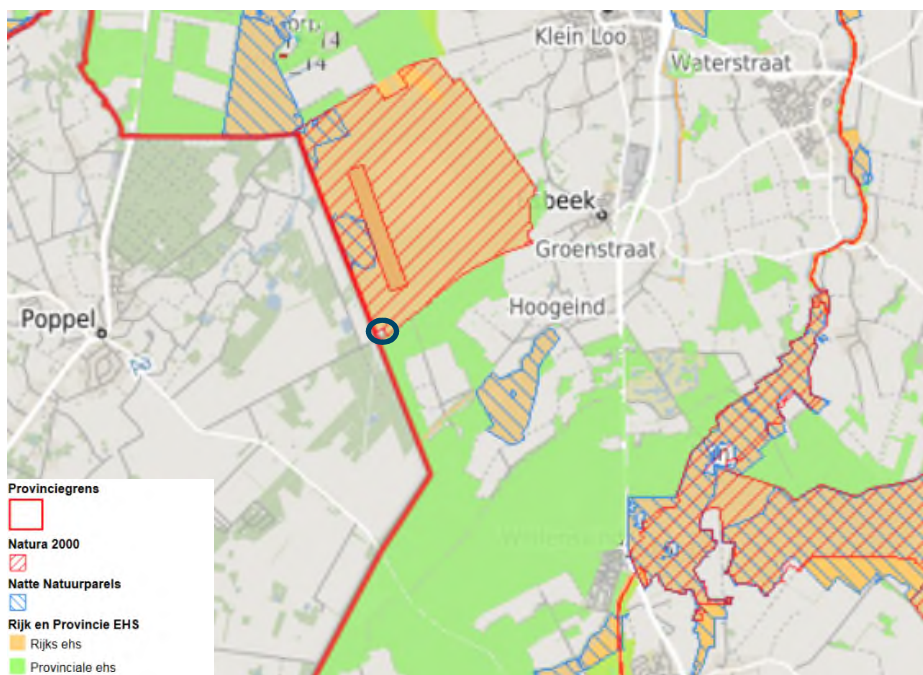 Klein Loo
Waterstraat
beek
Groenstraat
Hoogeind
Poppel
Provinciegrens
Natura 2000
Natte Natuurparels
Rijk en Provincie EHS
Rijks ehs
Provinciale ehs